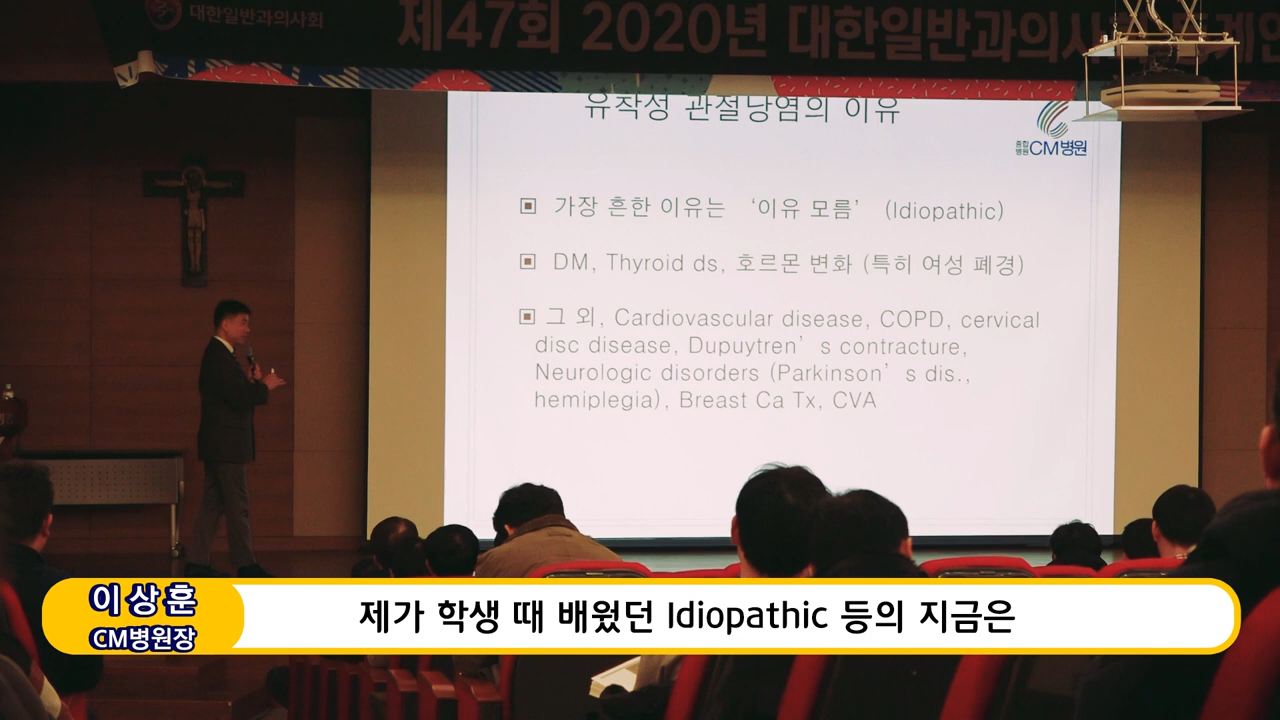 대한일반과의사회
제47회 2020년 대한일반과의사회
유착성 관절낭염의 이유
종합병원 CM병원
가장 흔한 이유는 ‘이유 모름’ (Idiopathic)
DM, Thyroid ds, 호르몬 변화 (특히 여성 폐경)
그 외, Cardiovascular disease, COPD, cervical
disc disease, Dupuytren’s contracture,
Neurologic disorders (Parkinson’s dis.,
hemiplegia), Breast Ca Tx, CVA
이상훈
CM병원장
제가 학생 때 배웠던 Idiopathic 등의 지금은